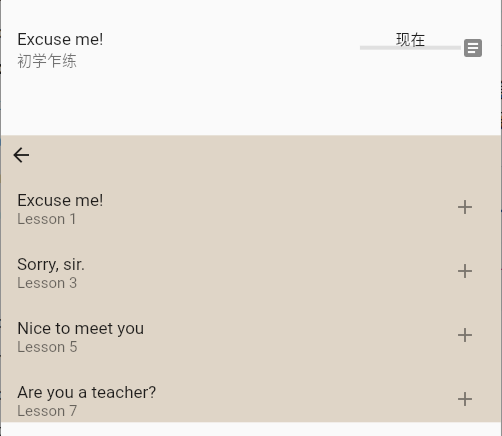 Excuse me!
初学乍练
现在
Excuse me!
Lesson 1
Sorry, sir.
Lesson 3
Nice to meet you
Lesson 5
Are you a teacher?
Lesson 7